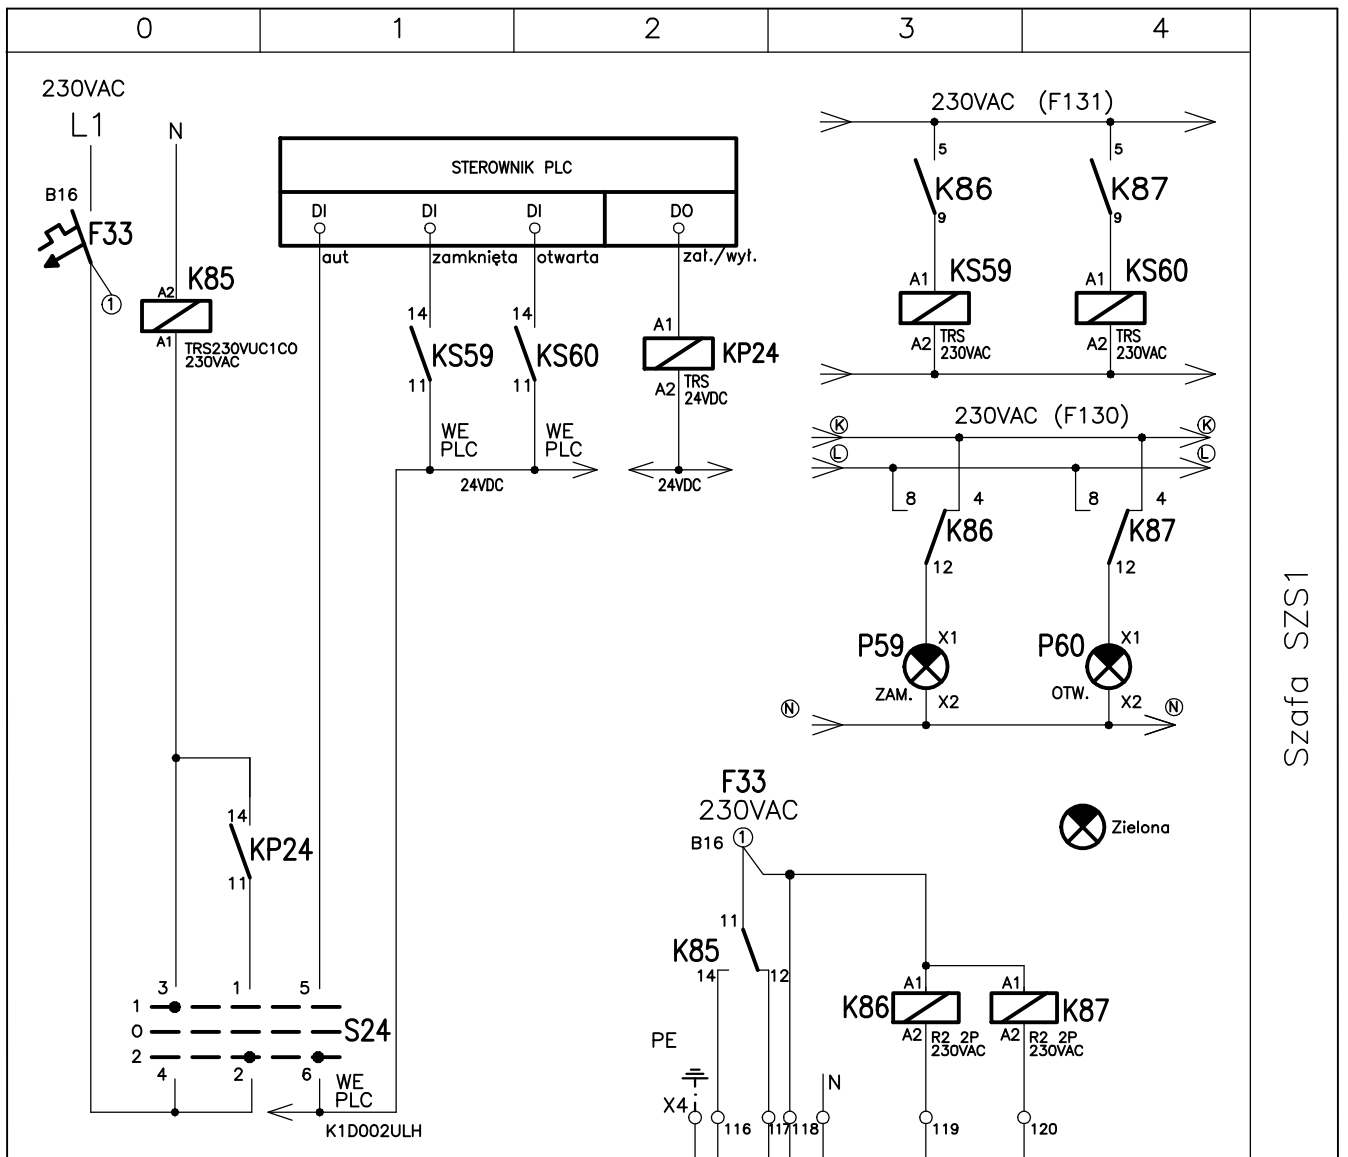 0 1 2 3 4
230VAC
L1
N
B16
F33
1
K85
A2
A1
TRS230VUC1CO
230VAC
STEROWNIK PLC
DI DI DI DO
aut zamknięta otwarta zał./wył.
14 14
KS59 KS60
11 11
WE WE
PLC PLC
24VDC
A1
KP24
A2
TRS
24VDC
24VDC
230VAC (F131)
5 5
K86 K87
9 9
KS59 KS60
A1 A1
A2 TRS A2 TRS
230VAC 230VAC
230VAC (F130)
K K
L L
8 4 8 4
K86 K87
12 12
P59 X1 P60 X1
ZAM. X2 OTW. X2
N N
Zielona
Szafa SZS1
14
KP24
11
3 1 5
1
0 S24
2
4 2 6
WE
PLC
K1D002ULH
F33
230VAC
B16 1
11
K85
14 12
PE
X4
116 117 118
N
A1 A1
K86 K87
A2 R2 2P A2 R2 2P
230VAC 230VAC
119 120